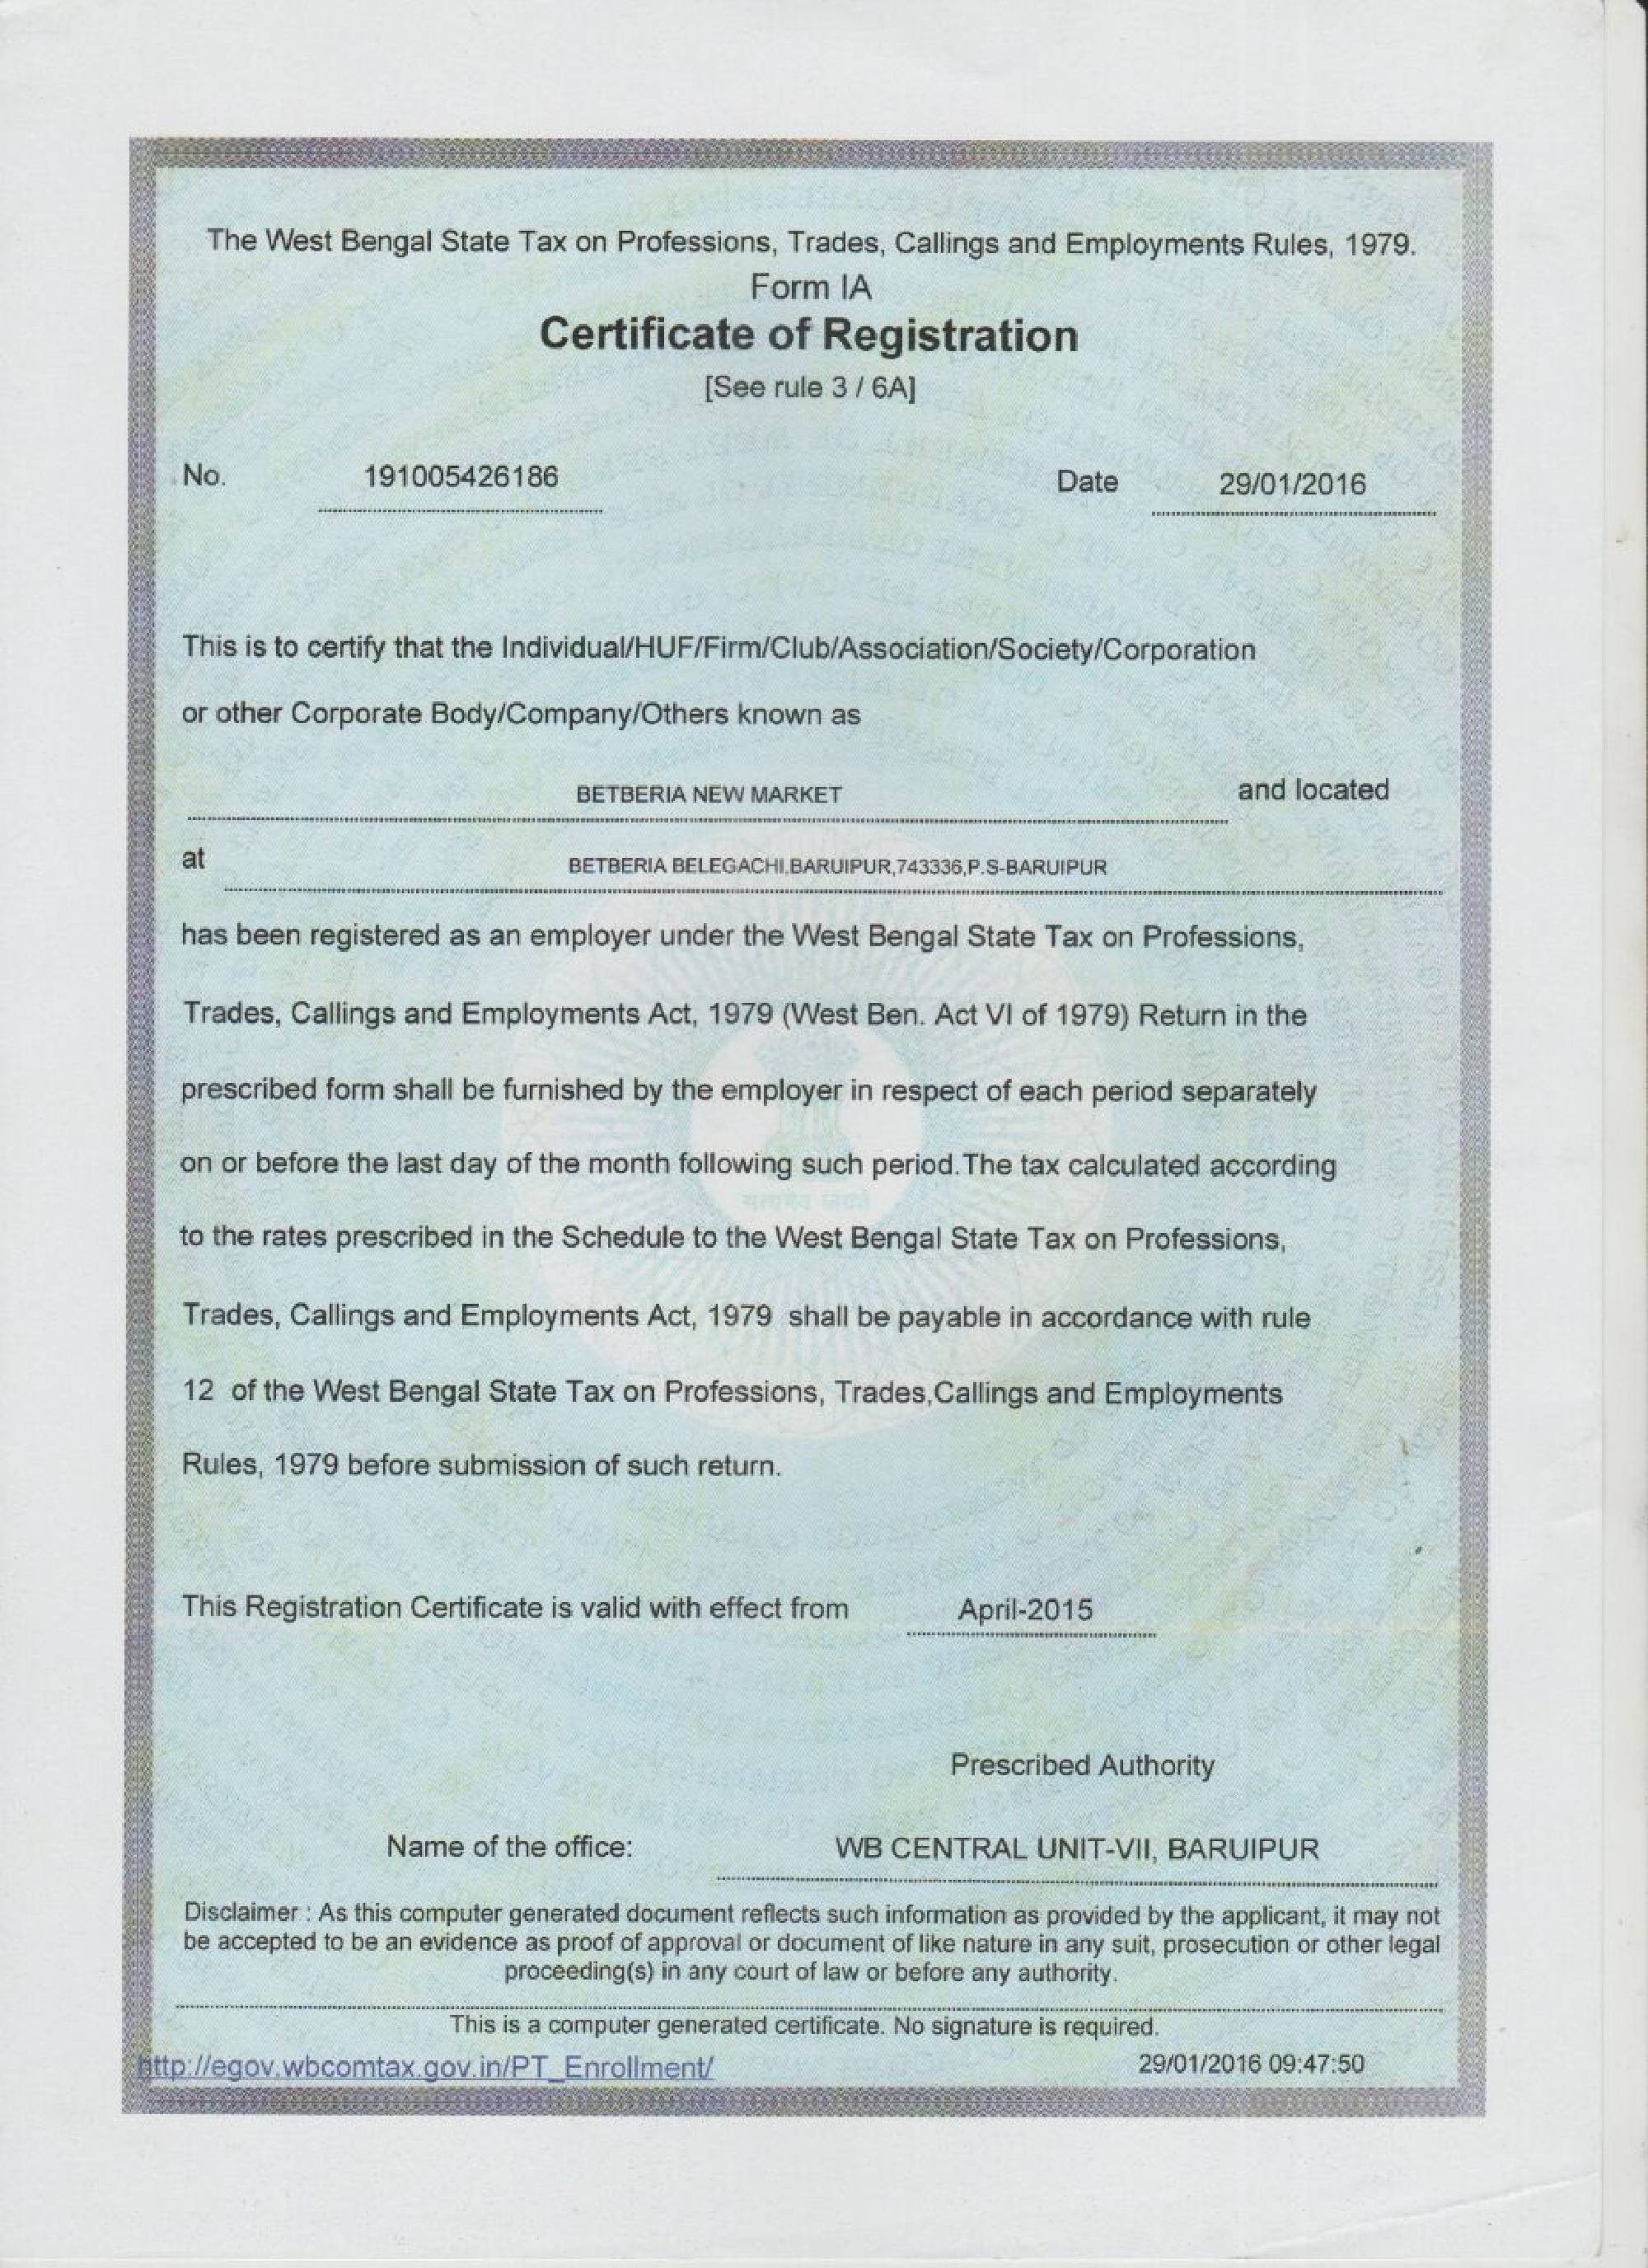 The West Bengal State Tax on Professions, Trades, Callings and Employments Rules, 1979.
Form IA
Certificate of Registration
[See rule 3 / 6A]
No. 191005426186 Date 29/01/2016
This is to certify that the Individual/HUF/Firm/Club/Association/Society/Corporation
or other Corporate Body/Company/Others known as
BETBERIA NEW MARKET and located
at BETBERIA BELEGACHI,BARUIPUR,743336,P.S-BARUIPUR
has been registered as an employer under the West Bengal State Tax on Professions,
Trades, Callings and Employments Act, 1979 (West Ben. Act VI of 1979) Return in the
prescribed form shall be furnished by the employer in respect of each period separately
on or before the last day of the month following such period.The tax calculated according
सत्यमेव जयते
to the rates prescribed in the Schedule to the West Bengal State Tax on Professions,
Trades, Callings and Employments Act, 1979 shall be payable in accordance with rule
12 of the West Bengal State Tax on Professions, Trades,Callings and Employments
Rules, 1979 before submission of such return.
This Registration Certificate is valid with effect from April-2015
Prescribed Authority
Name of the office: WB CENTRAL UNIT-VII, BARUIPUR
Disclaimer : As this computer generated document reflects such information as provided by the applicant, it may not
be accepted to be an evidence as proof of approval or document of like nature in any suit, prosecution or other legal
proceeding(s) in any court of law or before any authority.
This is a computer generated certificate. No signature is required.
http://egov.wbcomtax.gov.in/PT_Enrollment/ 29/01/2016 09:47:50